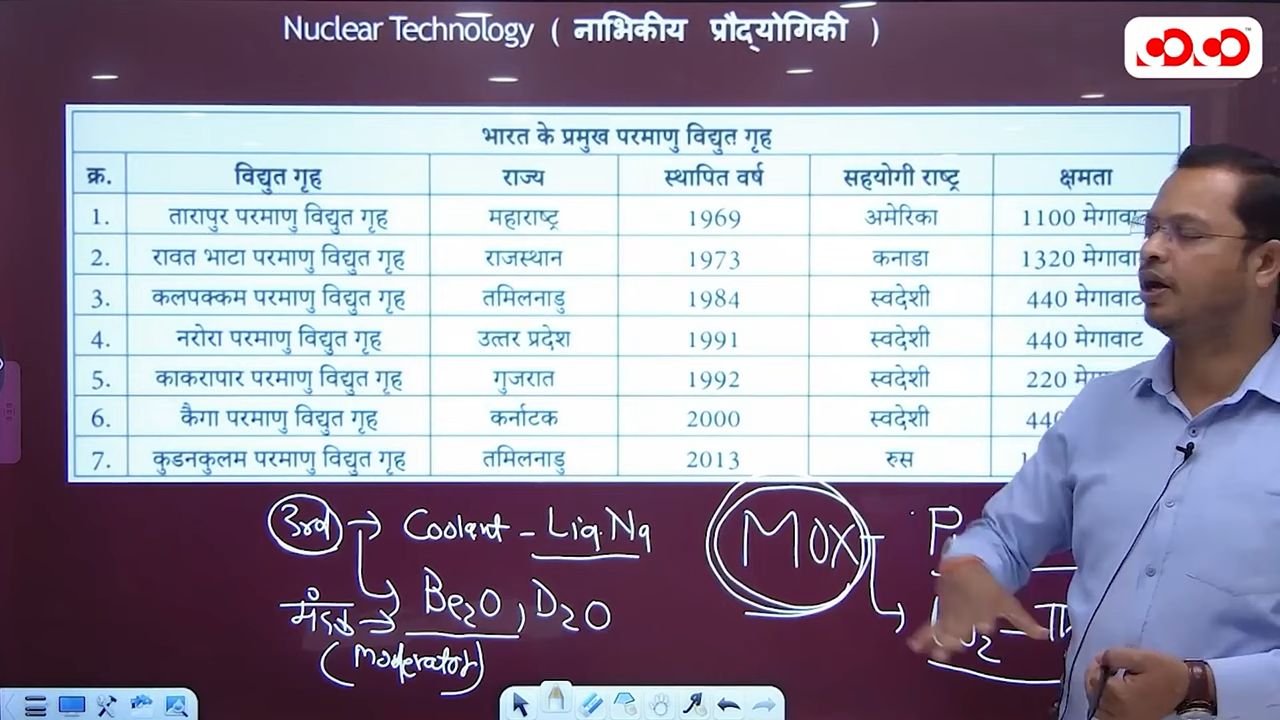 Nuclear Technology ( नाभिकीय प्रौद्योगिकी )
भारत के प्रमुख परमाणु विद्युत गृह
क्र. विद्युत गृह राज्य स्थापित वर्ष सहयोगी राष्ट्र क्षमता
1. तारापुर परमाणु विद्युत गृह महाराष्ट्र 1969 अमेरिका 1100
2. रावत भाटा परमाणु विद्युत गृह राजस्थान 1973 कनाडा 1320
3. कलपक्कम परमाणु विद्युत गृह तमिलनाडु 1984 स्वदेशी 440 मेगावाट
4. नरोरा परमाणु विद्युत गृह उत्तर प्रदेश 1991 स्वदेशी 440 मेगावाट
5. काकरापार परमाणु विद्युत गृह गुजरात 1992 स्वदेशी 220
6. कैगा परमाणु विद्युत गृह कर्नाटक 2000 स्वदेशी
7. कुडनकुलम परमाणु विद्युत गृह तमिलनाडु 2013 रुस
3rd → Coolant - Liq. Na MOX
Be2O, D2O
(Moderator)